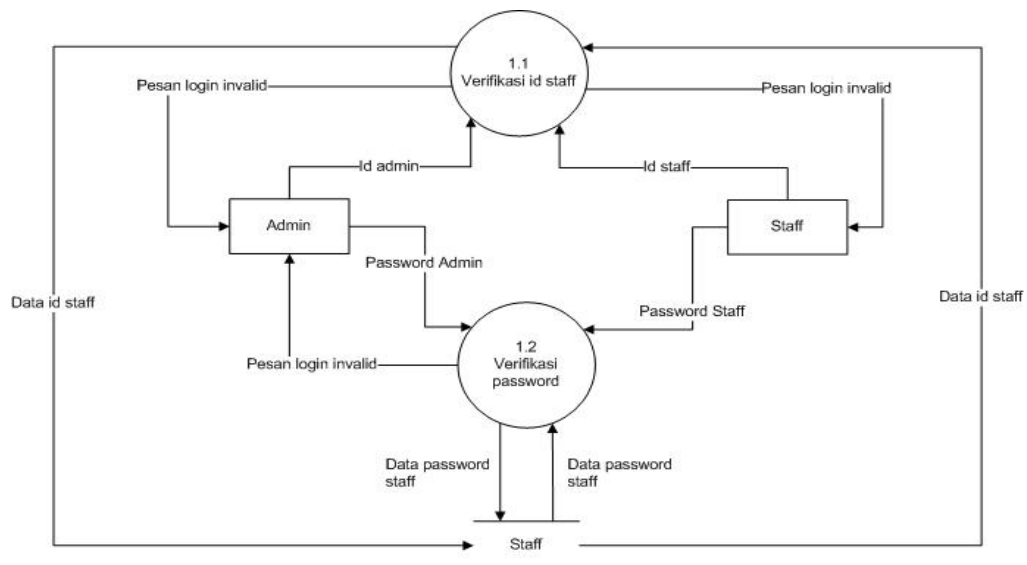 1.1
Verifikasi id staff
Pesan login invalid
Pesan login invalid
Id admin
Id staff
Admin
Staff
Password Admin
Data id staff
Data id staff
Password Staff
1.2
Verifikasi
password
Pesan login invalid
Data password
staff
Data password
staff
Staff